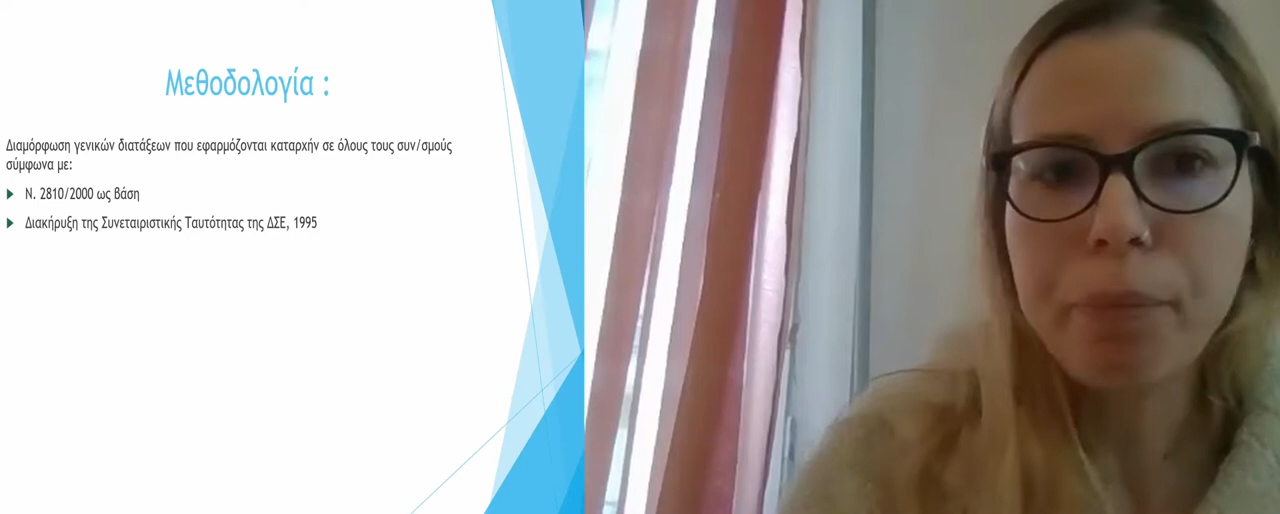 Μεθοδολογία :
Διαμόρφωση γενικών διατάξεων που εφαρμόζονται καταρχήν σε όλους τους συν/σμούς
σύμφωνα με:
Ν. 2810/2000 ως βάση
Διακήρυξη της Συνεταιριστικής Ταυτότητας της ΔΣΕ, 1995